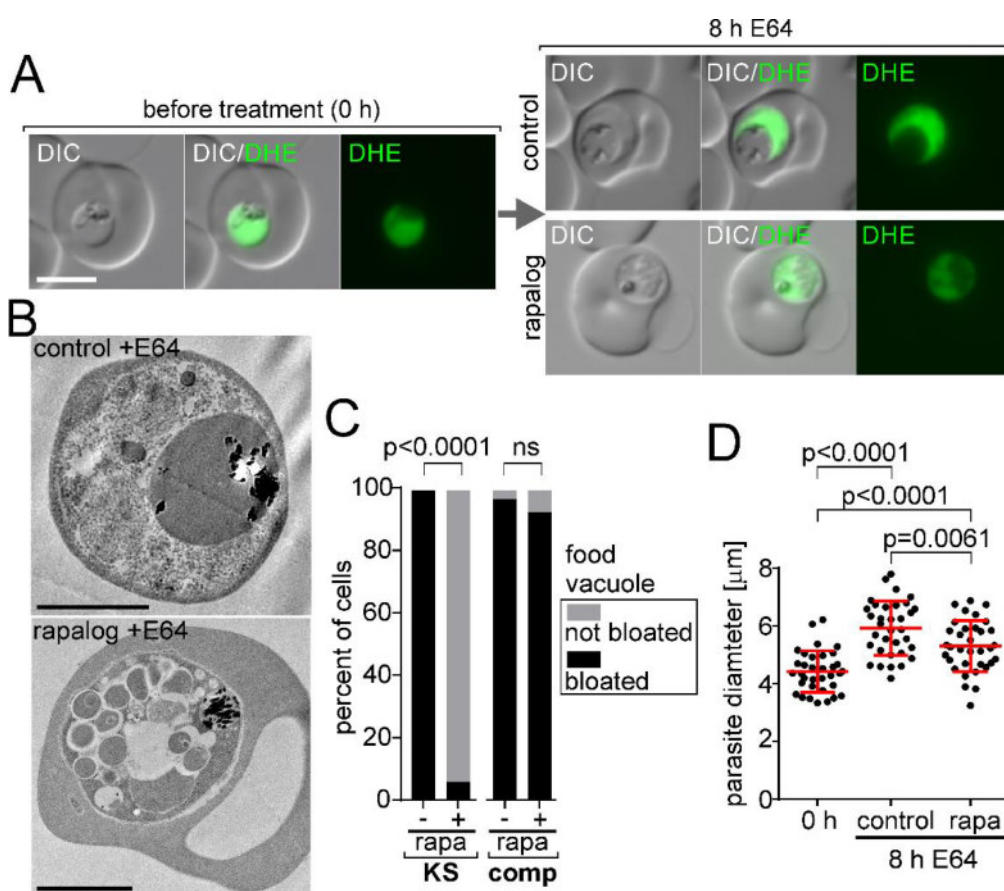 A
before treatment (0 h)
DIC
DIC/DHE
DHE
8 h E64
control
DIC
DIC/DHE
DHE
rapalog
DIC
DIC/DHE
DHE
B
control +E64
rapalog +E64
C
p<0.0001
ns
percent of cells
100
80
60
40
20
0
- + - +
rapa rapa
KS comp
food
vacuole
not bloated
bloated
D
p<0.0001
p<0.0001
p=0.0061
parasite diameter [µm]
8
6
4
2
0
0 h control rapa
8 h E64